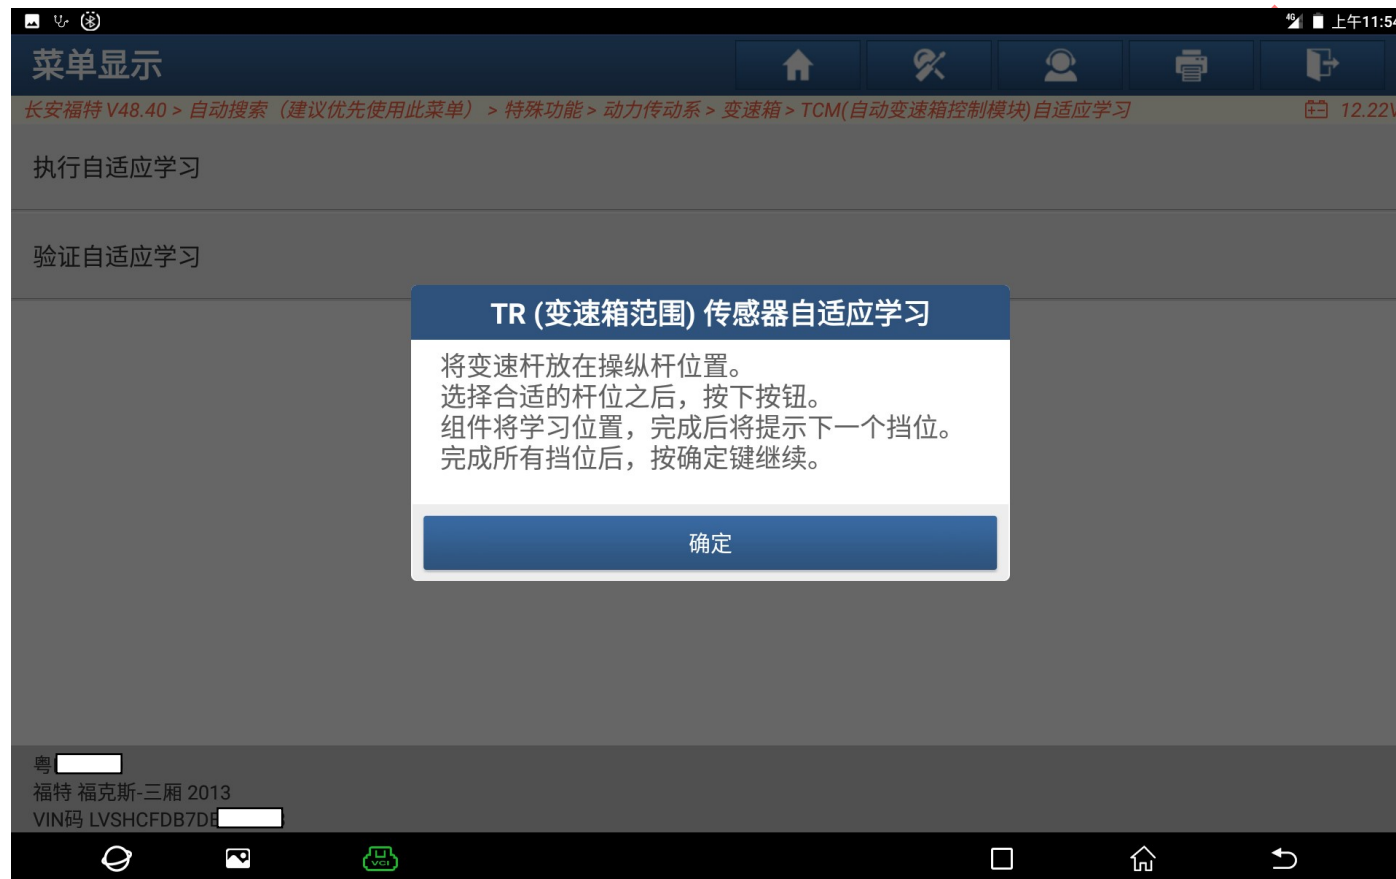 4G 上午11:54
菜单显示
长安福特 V48.40 > 自动搜索（建议优先使用此菜单） > 特殊功能 > 动力传动系 > 变速箱 > TCM(自动变速箱控制模块)自适应学习 12.22V
执行自适应学习
验证自适应学习
TR (变速箱范围) 传感器自适应学习
将变速杆放在操纵杆位置。
选择合适的杆位之后，按下按钮。
组件将学习位置，完成后将提示下一个挡位。
完成所有挡位后，按确定键继续。
确定
粤
福特 福克斯-三厢 2013
VIN码 LVSHCFDB7D
VCI